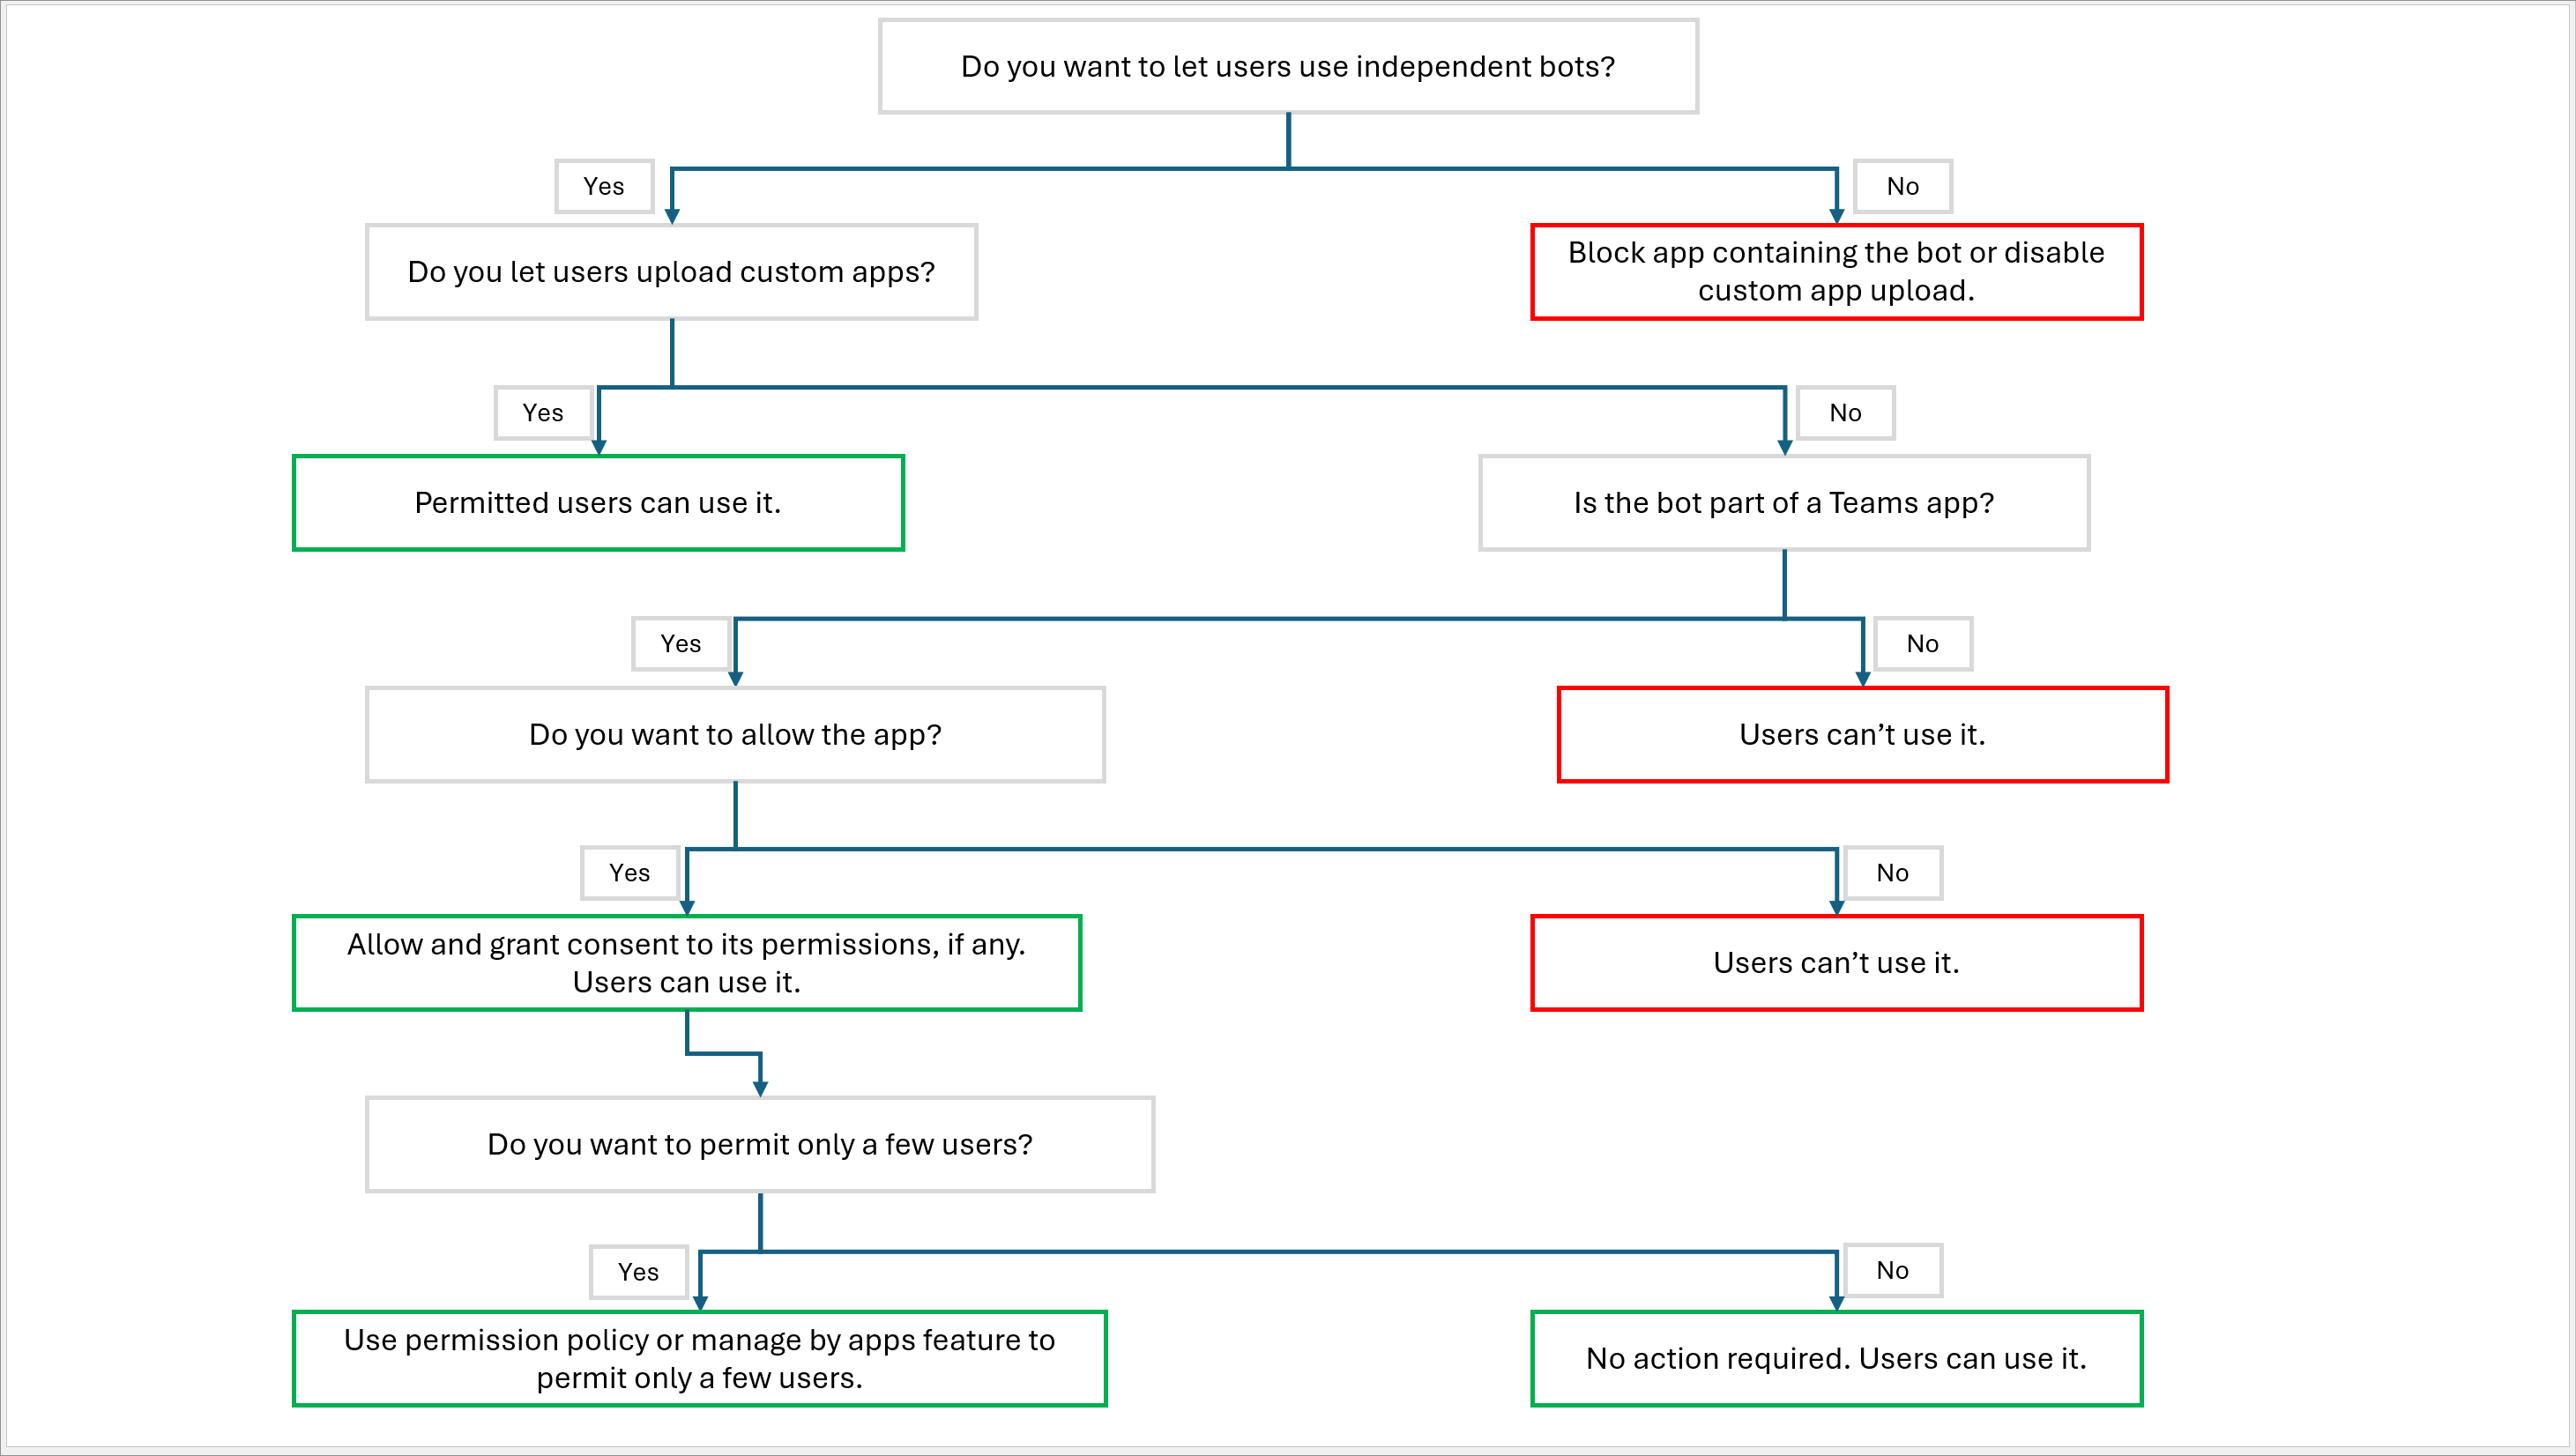 Do you want to let users use independent bots?
Yes
No
Do you let users upload custom apps?
Block app containing the bot or disable
custom app upload.
Yes
No
Permitted users can use it.
Is the bot part of a Teams app?
Yes
No
Do you want to allow the app?
Users can’t use it.
Yes
No
Allow and grant consent to its permissions, if any.
Users can use it.
Users can’t use it.
Do you want to permit only a few users?
Yes
No
Use permission policy or manage by apps feature to
permit only a few users.
No action required. Users can use it.